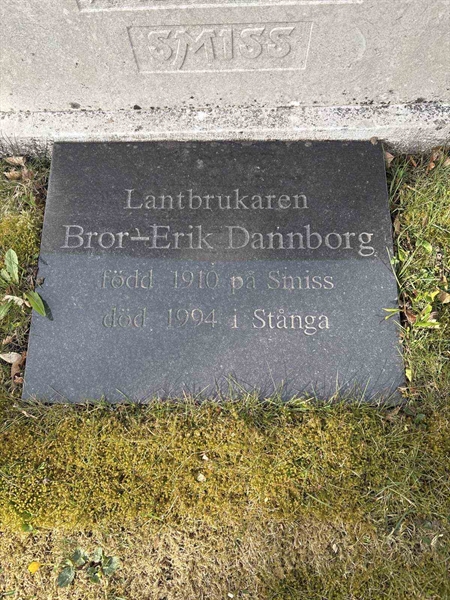 SMISS
Lantbrukaren
Bror-Erik Dannborg
född 1910 på Smiss
död 1994 i Stånga